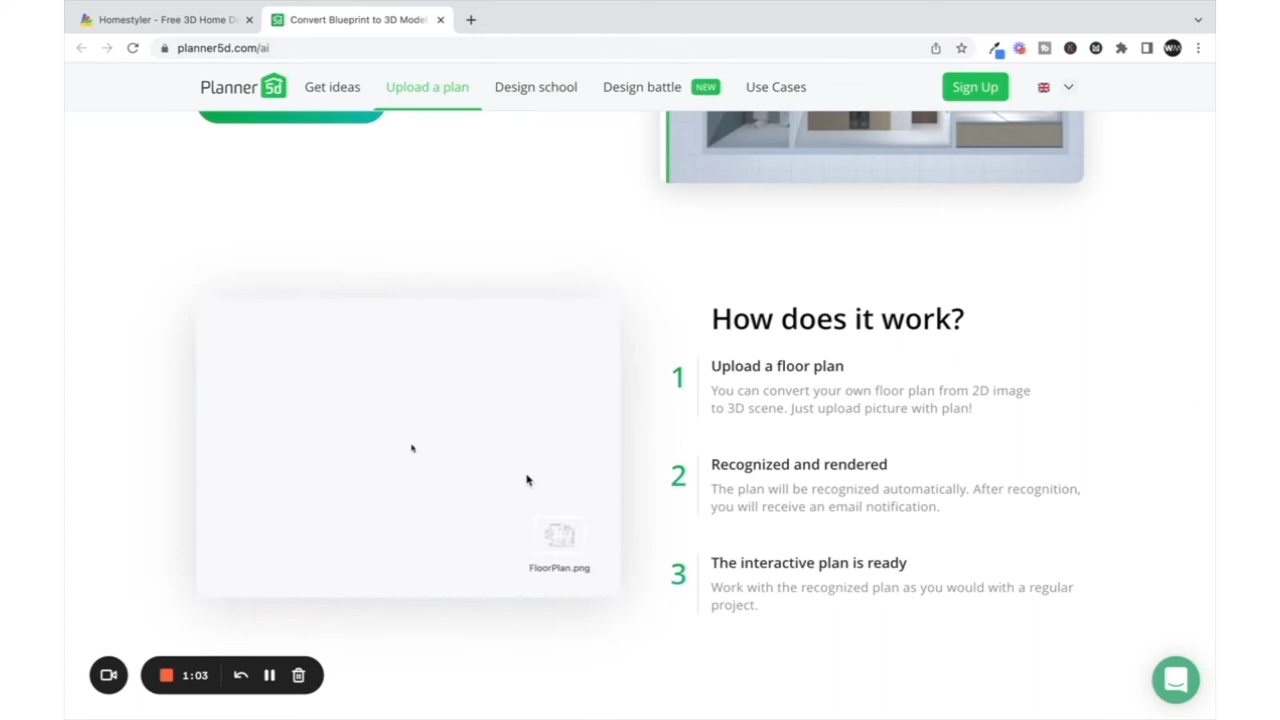 Homestyler - Free 3D Home D
Convert Blueprint to 3D Model
planner5d.com/ai
WM
Planner 5d
Get ideas
Upload a plan
Design school
Design battle NEW
Use Cases
Sign Up
How does it work?
1
Upload a floor plan
You can convert your own floor plan from 2D image
to 3D scene. Just upload picture with plan!
2
Recognized and rendered
The plan will be recognized automatically. After recognition,
you will receive an email notification.
FloorPlan.png
3
The interactive plan is ready
Work with the recognized plan as you would with a regular
project.
1:03